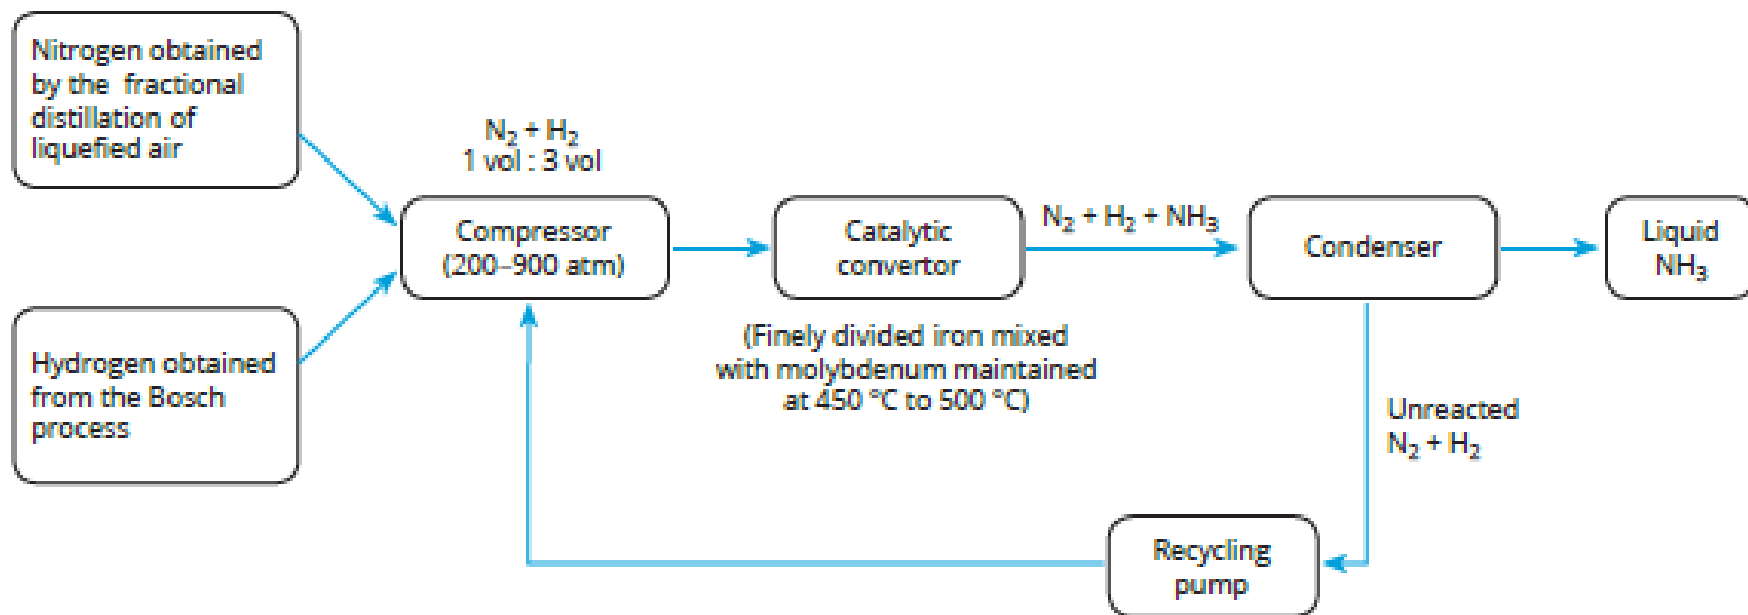 Nitrogen obtained
by the fractional
distillation of
liquefied air
Hydrogen obtained
from the Bosch
process
N₂ + H₂
1 vol : 3 vol
Compressor
(200–900 atm)
Catalytic
convertor
(Finely divided iron mixed
with molybdenum maintained
at 450 °C to 500 °C)
N₂ + H₂ + NH₃
Condenser
Liquid
NH₃
Unreacted
N₂ + H₂
Recycling
pump